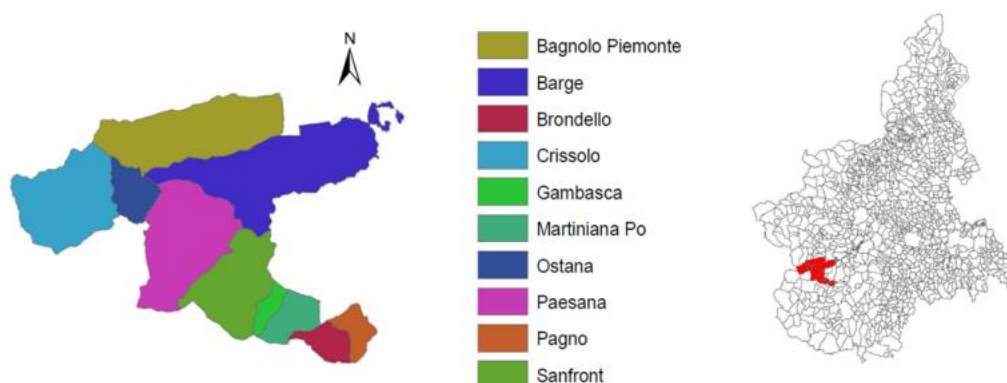 N
Bagnolo Piemonte
Barge
Brondello
Crissolo
Gambasca
Martiniana Po
Ostana
Paesana
Pagno
Sanfront